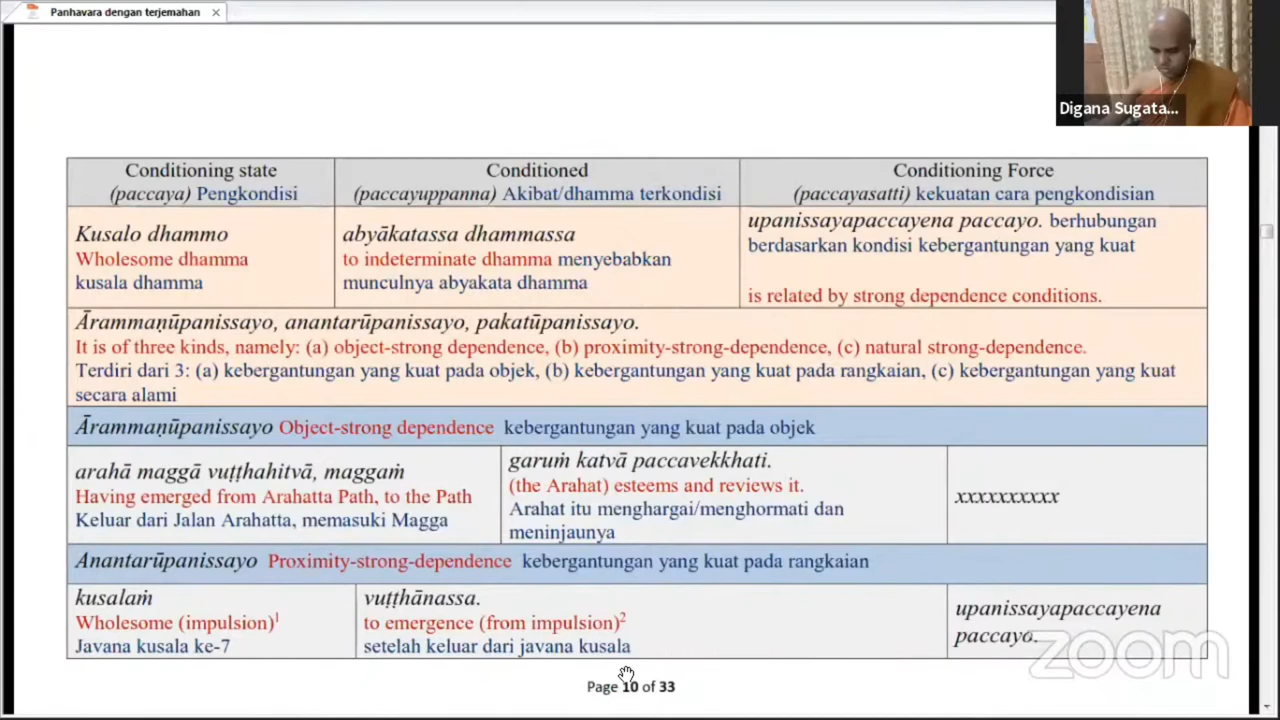 Panhavara dengan terjemahan
Digana Sugata...
Conditioning state
(paccaya) Pengkondisi
Conditioned
(paccayuppanna) Akibat/dhamma terkondisi
Conditioning Force
(paccayasatti) kekuatan cara pengkondisian
Kusalo dhammo
Wholesome dhamma
kusala dhamma
abyākatassa dhammassa
to indeterminate dhamma menyebabkan
munculnya abyakata dhamma
upanissayapaccayena paccayo. berhubungan
berdasarkan kondisi kebergantungan yang kuat
is related by strong dependence conditions.
Ārammaṇūpanissayo, anantarūpanissayo, pakatūpanissayo.
It is of three kinds, namely: (a) object-strong dependence, (b) proximity-strong-dependence, (c) natural strong-dependence.
Terdiri dari 3: (a) kebergantungan yang kuat pada objek, (b) kebergantungan yang kuat pada rangkaian, (c) kebergantungan yang kuat
secara alami
Ārammaṇūpanissayo Object-strong dependence kebergantungan yang kuat pada objek
arahā maggā vuṭṭhahitvā, maggaṁ
Having emerged from Arahatta Path, to the Path
Keluar dari Jalan Arahatta, memasuki Magga
garuṁ katvā paccavekkhati.
(the Arahat) esteems and reviews it.
Arahat itu menghargai/menghormati dan
meninjaunya
xxxxxxxxxx
Anantarūpanissayo Proximity-strong-dependence kebergantungan yang kuat pada rangkaian
kusalaṁ
Wholesome (impulsion)¹
Javana kusala ke-7
vuṭṭhānassa.
to emergence (from impulsion)²
setelah keluar dari javana kusala
upanissayapaccayena
paccayo.
zoom
Page 10 of 33